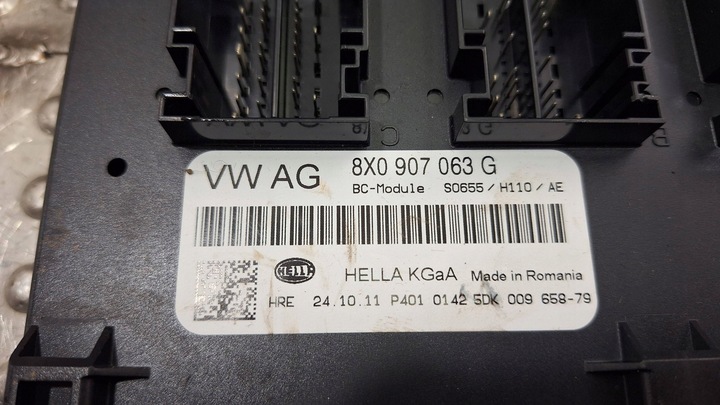 VW AG 8X0 907 063 G
BC-Module S0655 / H110 / AE
HELLA HELLA KGaA Made in Romania
HRE 24.10.11 P401 0142 5DK 009 658-79